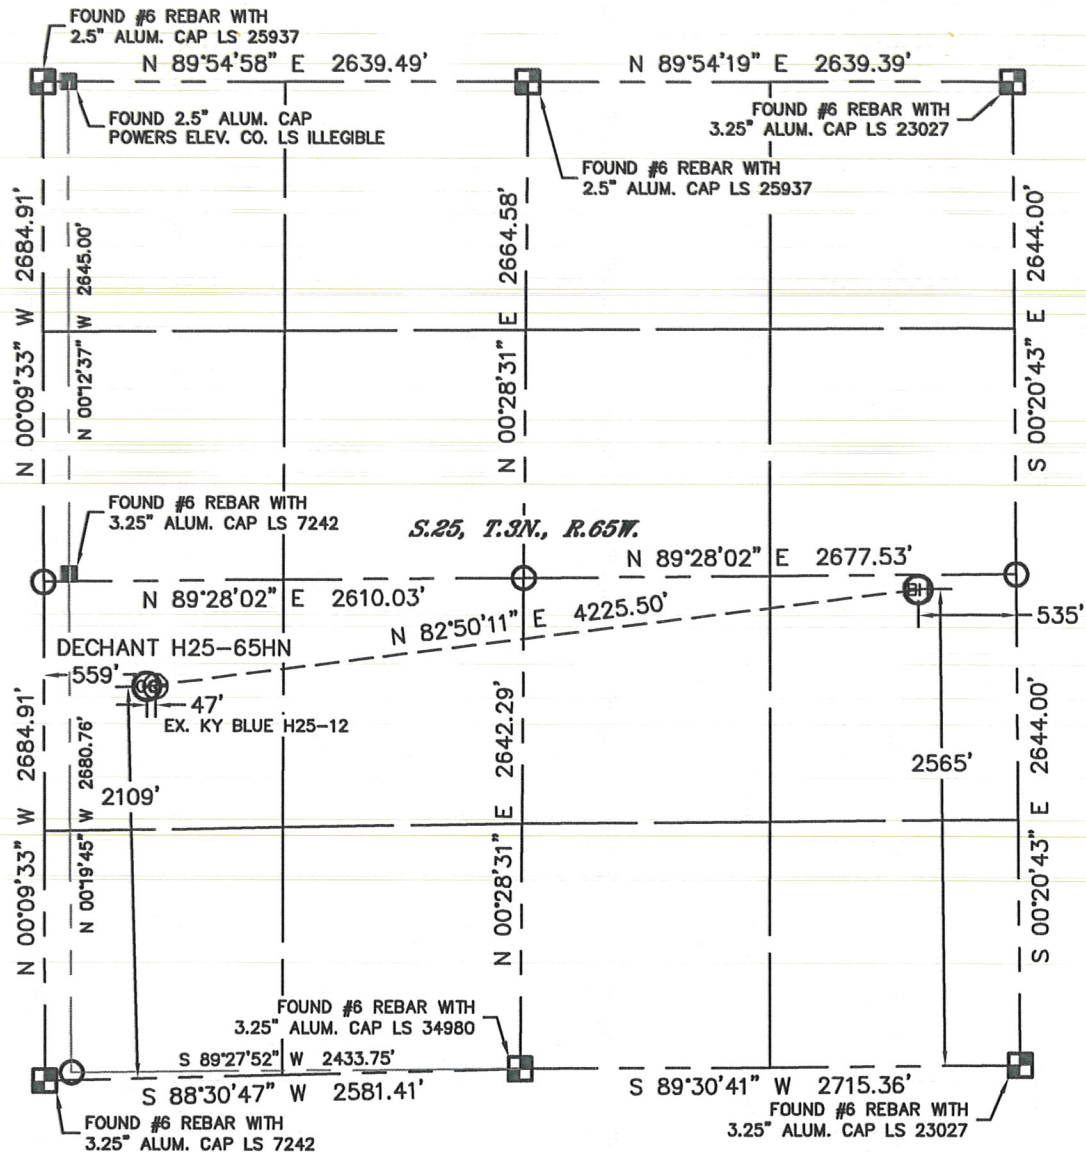 FOUND #6 REBAR WITH
2.5" ALUM. CAP LS 25937
N 89°54'58" E 2639.49'
N 89°54'19" E 2639.39'
FOUND 2.5" ALUM. CAP
POWERS ELEV. CO. LS ILLEGIBLE
FOUND #6 REBAR WITH
3.25" ALUM. CAP LS 23027
FOUND #6 REBAR WITH
2.5" ALUM. CAP LS 25937
N 00°09'33" W 2684.91'
N 00°12'37" W 2645.00'
N 00°28'31" E 2664.58'
S 00°20'43" E 2644.00'
FOUND #6 REBAR WITH
3.25" ALUM. CAP LS 7242
S.25, T.3N., R.65W.
N 89°28'02" E 2677.53'
N 89°28'02" E 2610.03'
N 82°50'11" E 4225.50'
535'
DECHANT H25-65HN
559'
47'
EX. KY BLUE H25-12
2109'
2565'
N 00°09'33" W 2684.91'
N 00°19'45" W 2680.76'
N 00°28'31" E 2642.29'
S 00°20'43" E 2644.00'
FOUND #6 REBAR WITH
3.25" ALUM. CAP LS 34980
S 89°27'52" W 2433.75'
S 88°30'47" W 2581.41'
S 89°30'41" W 2715.36'
FOUND #6 REBAR WITH
3.25" ALUM. CAP LS 7242
FOUND #6 REBAR WITH
3.25" ALUM. CAP LS 23027